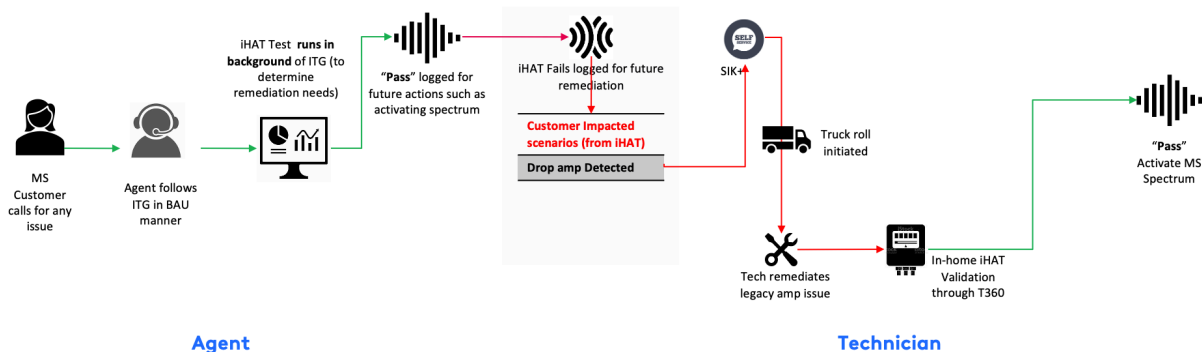 MS
Customer
calls for any
issue
Agent follows
ITG in BAU
manner
iHAT Test runs in
background of ITG (to
determine
remediation needs)
“Pass” logged for
future actions such as
activating spectrum
iHAT Fails logged for future
remediation
Customer Impacted
scenarios (from iHAT)
Drop amp Detected
SELF
SERVICE
SIK+
Truck roll
initiated
Tech remediates
legacy amp issue
In-home iHAT
Validation
through T360
“Pass”
Activate MS
Spectrum
Agent
Technician